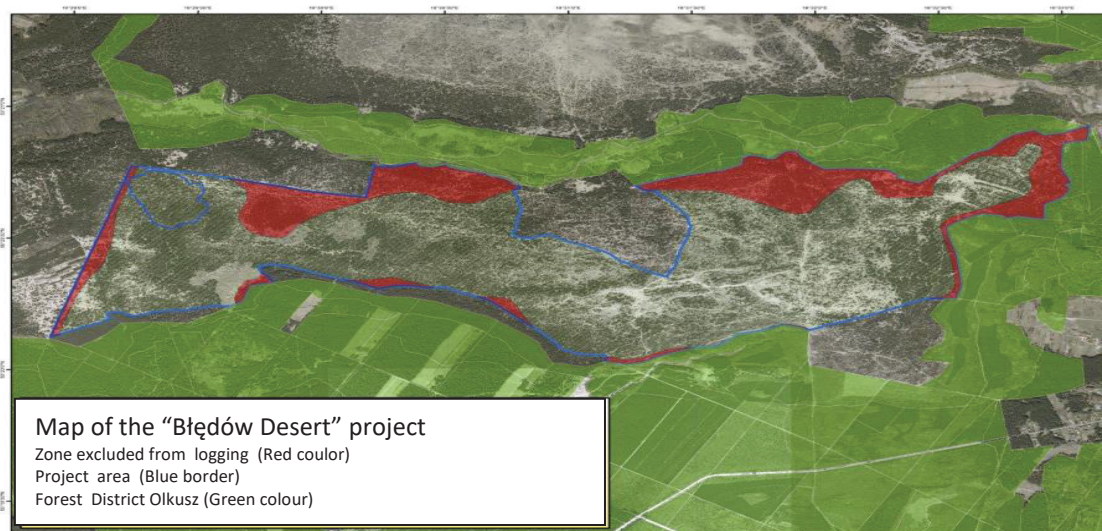 Map of the “Błędów Desert” project
Zone excluded from logging (Red coulor)
Project area (Blue border)
Forest District Olkusz (Green colour)